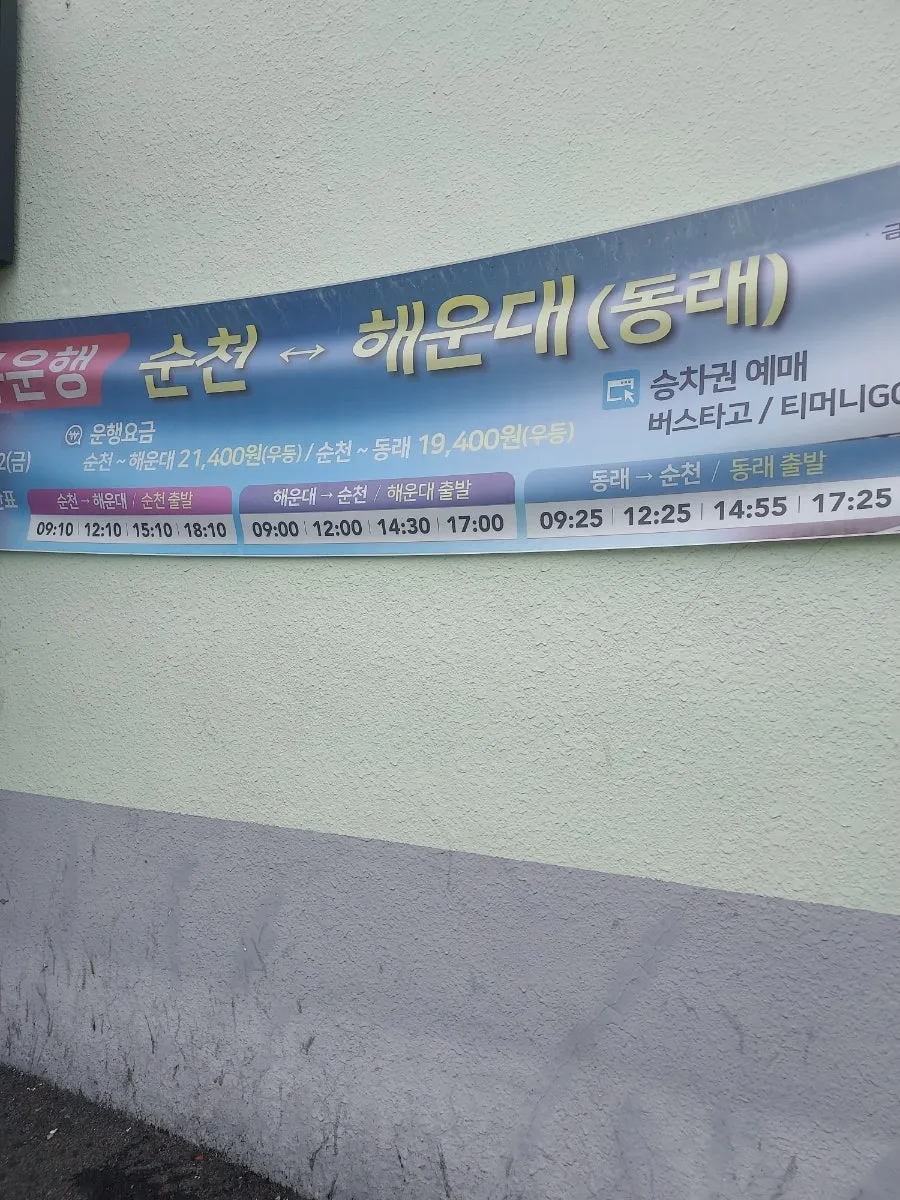 운행 순천 ↔ 해운대(동래)
운행요금
순천~해운대 21,400원(우등) / 순천~동래 19,400원(우등)
승차권 예매
버스타고 / 티머니GO
2(금)
표
순천 → 해운대 / 순천 출발
09:10 | 12:10 | 15:10 | 18:10
해운대 → 순천 / 해운대 출발
09:00 | 12:00 | 14:30 | 17:00
동래 → 순천 / 동래 출발
09:25 | 12:25 | 14:55 | 17:25